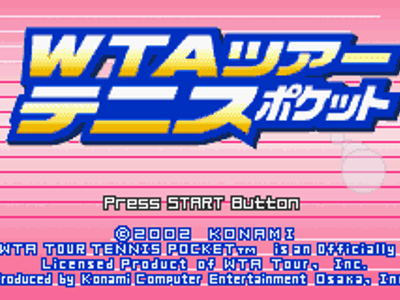 WTAツアー
テニスポケット
Press START Button
©2002 KONAMI
WTA TOUR TENNIS POCKET™ is an Officially
Licensed Product of WTA Tour, Inc.
roduced by Konami Computer Entertainment Osaka, Inc